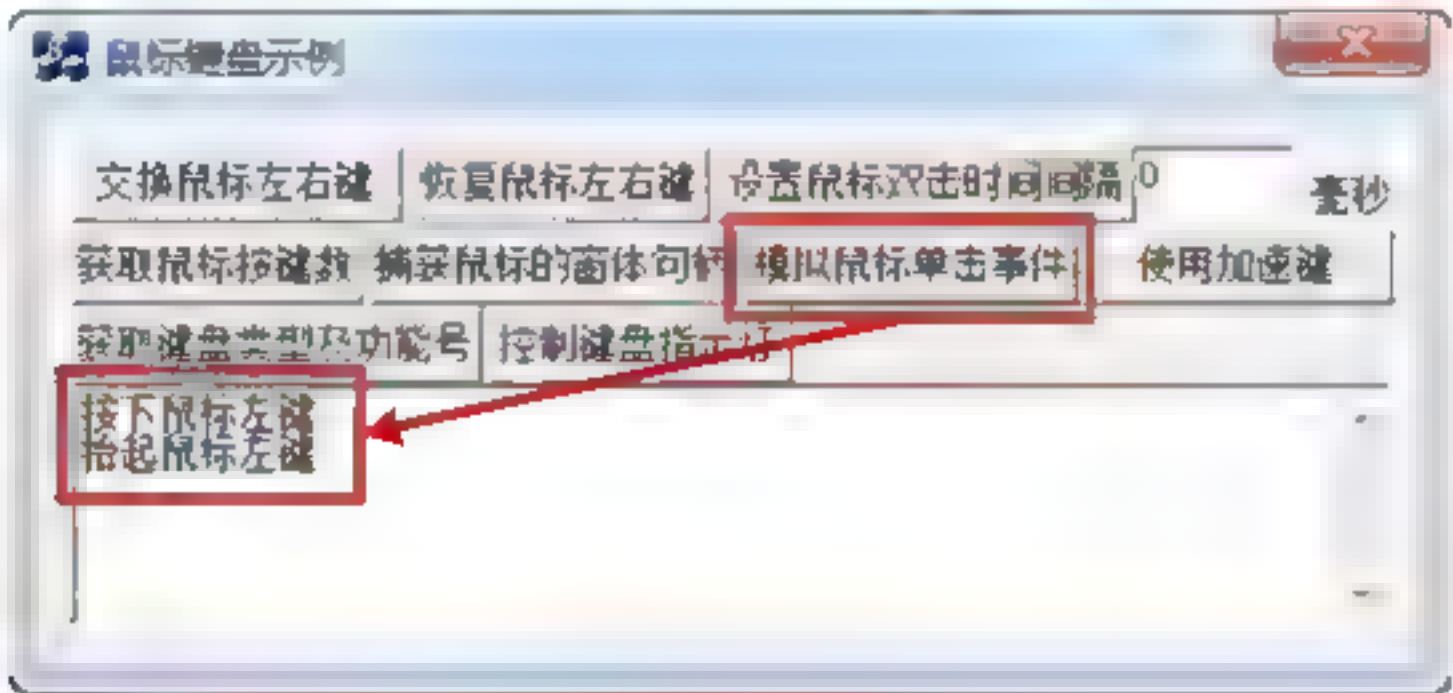 鼠标键盘示例
交换鼠标左右键 恢复鼠标左右键 设置鼠标双击时间间隔 0 毫秒
获取鼠标按键数 捕获鼠标的窗体句柄 模拟鼠标单击事件 使用加速键
获取键盘类型及功能号 控制键盘指示灯
按下鼠标左键
抬起鼠标左键